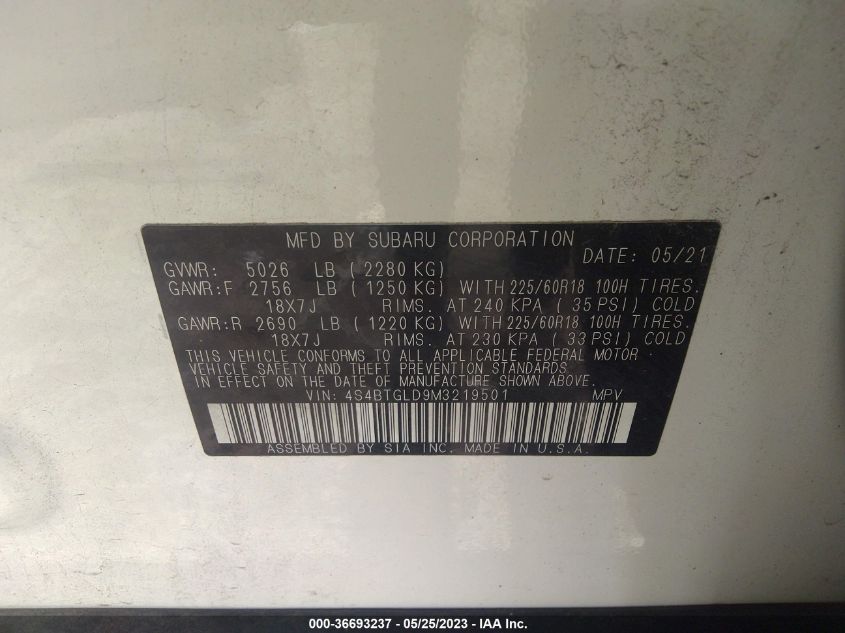 MFD BY SUBARU CORPORATION
DATE: 05/21
GVWR: 5026 LB ( 2280 KG)
GAWR:F 2756 LB ( 1250 KG) WITH 225/60R18 100H TIRES.
18X7J RIMS. AT 240 KPA ( 35 PSI) COLD
GAWR:R 2690 LB ( 1220 KG) WITH 225/60R18 100H TIRES.
18X7J RIMS. AT 230 KPA ( 33 PSI) COLD
THIS VEHICLE CONFORMS TO ALL APPLICABLE FEDERAL MOTOR
VEHICLE SAFETY AND THEFT PREVENTION STANDARDS
IN EFFECT ON THE DATE OF MANUFACTURE SHOWN ABOVE.
VIN: 4S4BTGLD9M3219501 MPV
ASSEMBLED BY SIA INC. MADE IN U.S.A.
000-36693237 - 05/25/2023 - IAA Inc.